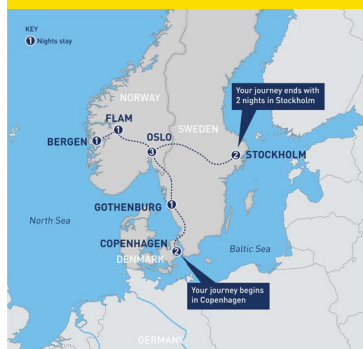 KEY
1 Nights stay
Your journey ends with
2 nights in Stockholm
NORWAY
FLAM
1
OSLO
SWEDEN
BERGEN 1
3
2 STOCKHOLM
GOTHENBURG 1
North Sea
COPENHAGEN
2
Baltic Sea
DENMARK
Your journey begins
in Copenhagen
GERMANY